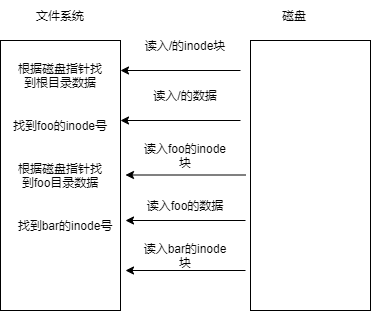 文件系统
磁盘
读入/的inode块
根据磁盘指针找
到根目录数据
读入/的数据
找到foo的inode号
读入foo的inode
块
根据磁盘指针找
到foo目录数据
读入foo的数据
找到bar的inode号
读入bar的inode
块